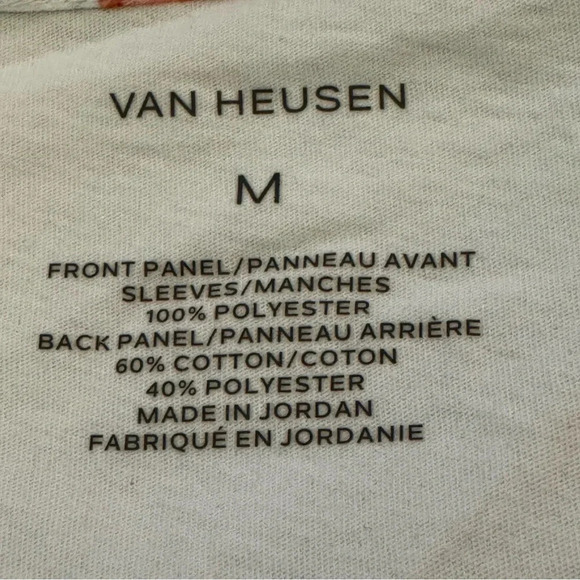 VAN HEUSEN
M
FRONT PANEL/PANNEAU AVANT
SLEEVES/MANCHES
100% POLYESTER
BACK PANEL/PANNEAU ARRIÈRE
60% COTTON/COTON
40% POLYESTER
MADE IN JORDAN
FABRIQUÉ EN JORDANIE